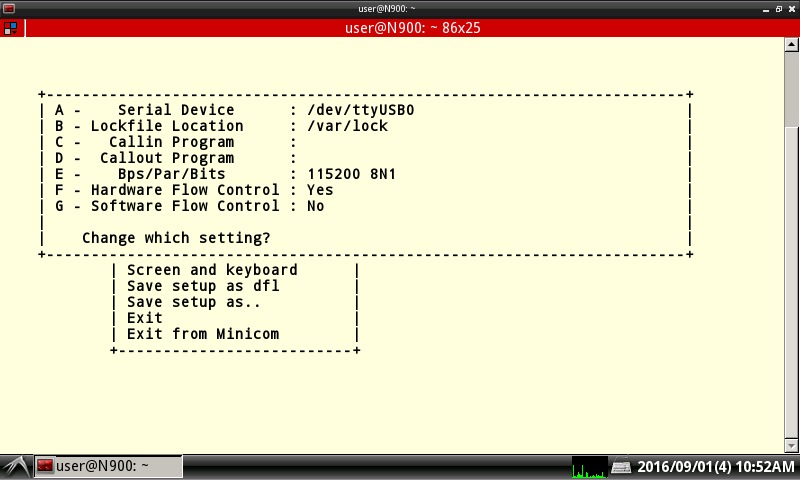 user@N900: ~
user@N900: ~ 86x25
+-----------------------------------------------------------------------+
| A -    Serial Device      : /dev/ttyUSB0                              |
| B - Lockfile Location     : /var/lock                                 |
| C -   Callin Program      :                                           |
| D -  Callout Program      :                                           |
| E -    Bps/Par/Bits       : 115200 8N1                                |
| F - Hardware Flow Control : Yes                                       |
| G - Software Flow Control : No                                        |
|                                                                       |
|    Change which setting?                                              |
+-----------------------------------------------------------------------+
| Screen and keyboard      |
| Save setup as dfl        |
| Save setup as..          |
| Exit                     |
| Exit from Minicom        |
+--------------------------+
user@N900: ~
2016/09/01(4) 10:52AM